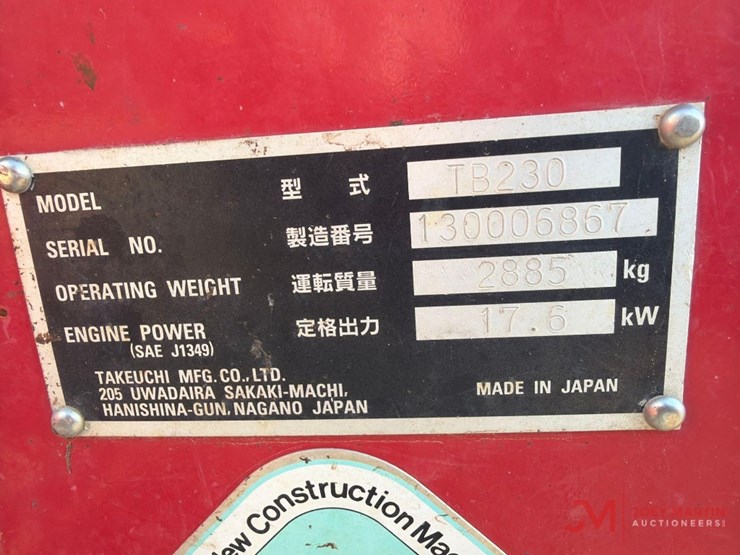 MODEL 型 式 TB230
SERIAL NO. 製造番号 130006867
OPERATING WEIGHT 運転質量 2885 kg
ENGINE POWER 定格出力 17.6 kW
(SAE J1349)
TAKEUCHI MFG.CO.,LTD.
205 UWADAIRA SAKAKI-MACHI,
HANISHINA-GUN, NAGANO JAPAN
MADE IN JAPAN
Construction
JOEY MARTIN
AUCTIONEERS